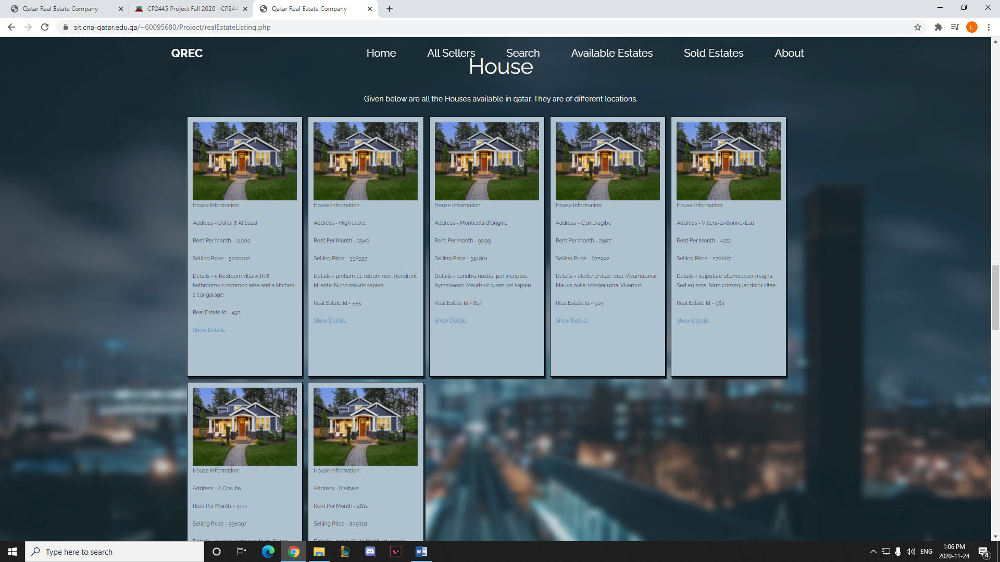 Qatar Real Estate Company
CP2445 Project Fall 2020 - CP244
Qatar Real Estate Company
sit.cna-qatar.edu.qa/~60095680/Project/realEstateListing.php
L
QREC
Home
All Sellers
Search
Available Estates
Sold Estates
About
House
Given below are all the Houses available in qatar. They are of different locations.
House Information:
Address - Doha, 6 Al Saad
Rent Per Month - 11000
Selling Price - 5000100
Details - 5 bedroom villa with 6
bathrooms 2 common area and a kitchen
2 car garage
Real Estate Id - 450
Show Details
House Information:
Address - High Level
Rent Per Month - 3940
Selling Price - 358557
Details - pretium et, rutrum non, hendrerit
id, ante. Nunc mauris sapien,
Real Estate Id - 555
Show Details
House Information:
Address - Monticelli d'Ongina
Rent Per Month - 9099
Selling Price - 591861
Details - conubia nostra, per inceptos
hymenaeos. Mauris ut quam vel sapien
Real Estate Id - 814
Show Details
House Information:
Address - Camaragibe
Rent Per Month - 2987
Selling Price - 672992
Details - eleifend vitae, erat. Vivamus nisi.
Mauris nulla. Integer urna. Vivamus
Real Estate Id - 903
Show Details
House Information:
Address - Villers-la-Bonne-Eau
Rent Per Month - 4122
Selling Price - 276067
Details - vulputate ullamcorper magna.
Sed eu eros. Nam consequat dolor vitae
Real Estate Id - 984
Show Details
House Information:
Address - A Coruña
Rent Per Month - 3777
Selling Price - 996397
Details - eu erat semper rutrum. Fusce
House Information:
Address - Malbaie
Rent Per Month - 2811
Selling Price - 839318
Details - lacus. Nulla tincidunt, neque
Type here to search
ENG
1:06 PM
2020-11-24
4